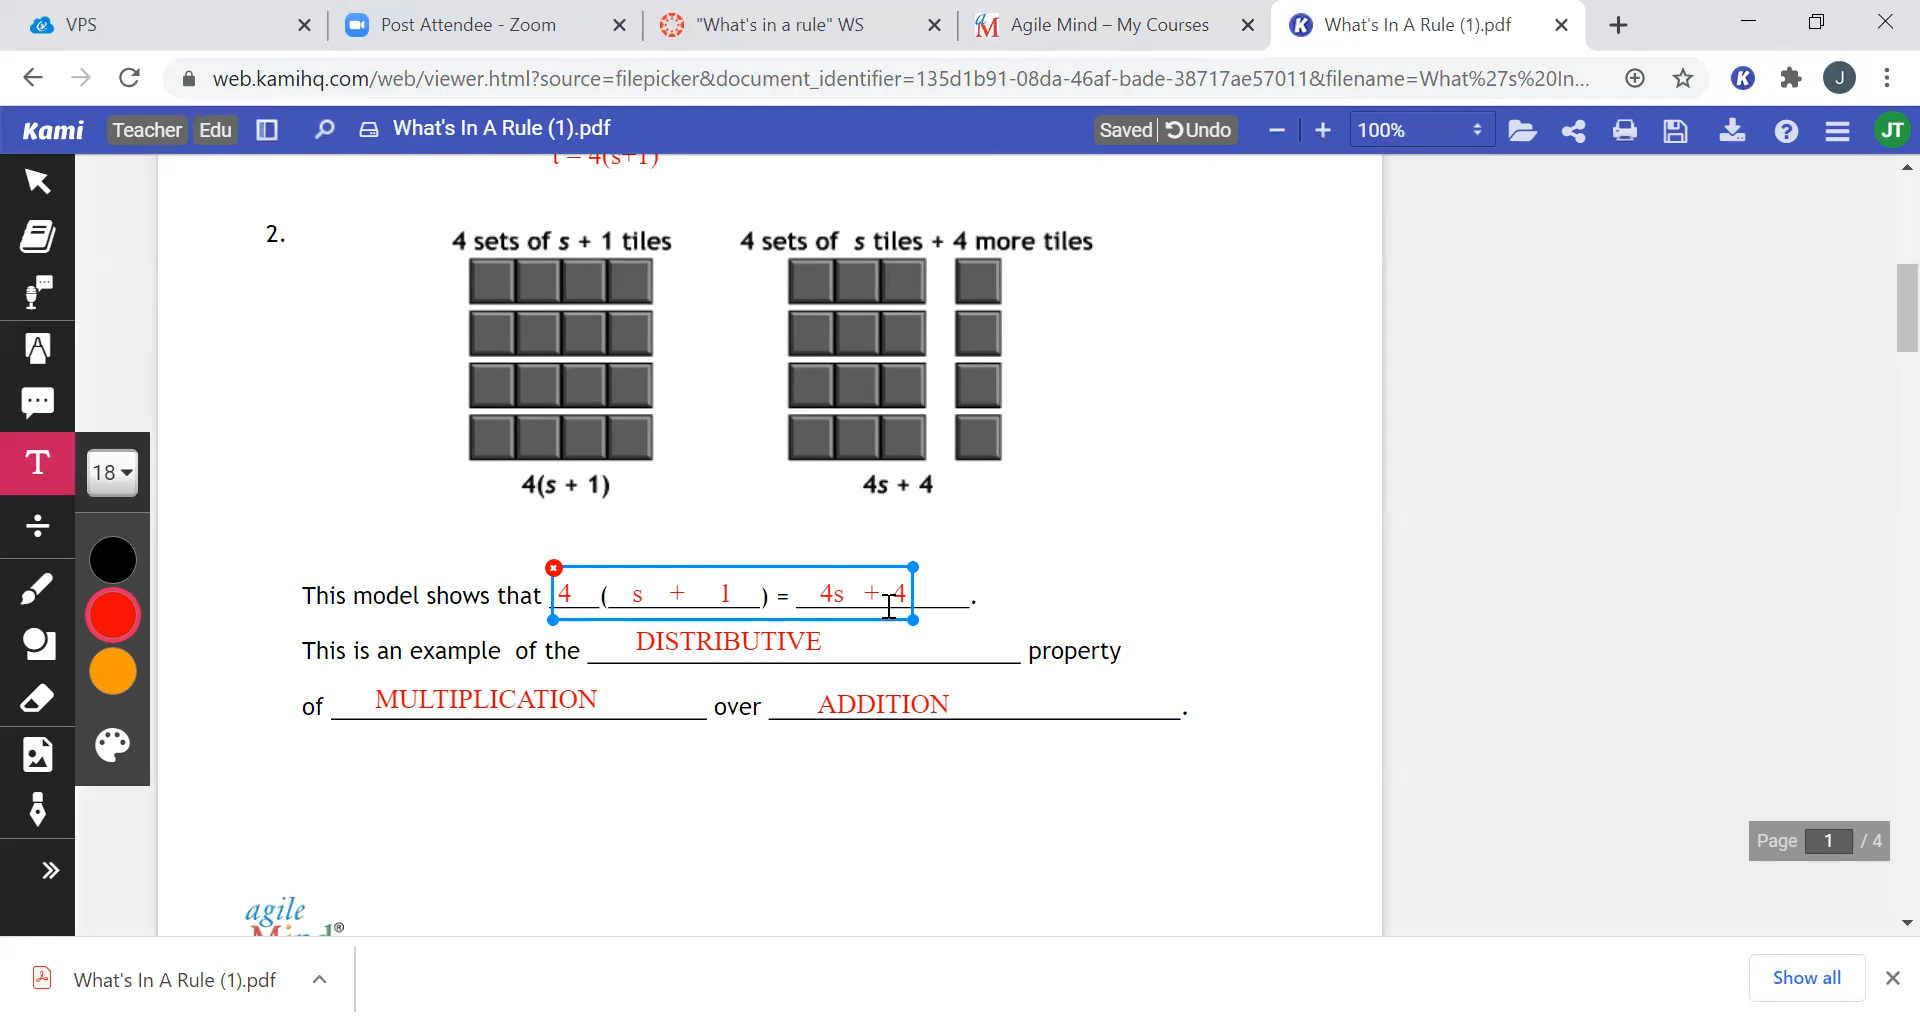 VPS
Post Attendee - Zoom
"What's in a rule" WS
Agile Mind – My Courses
What's In A Rule (1).pdf
web.kamihq.com/web/viewer.html?source=filepicker&document_identifier=135d1b91-08da-46af-bade-38717ae57011&filename=What%27s%20In...
K
J
Kami Teacher Edu What's In A Rule (1).pdf Saved Undo 100% JT
t = 4(s+1)
2.
4 sets of s + 1 tiles 4 sets of s tiles + 4 more tiles
4(s + 1) 4s + 4
T
18
This model shows that 4 ( s + 1 ) = 4s + 4 .
This is an example of the DISTRIBUTIVE property
of MULTIPLICATION over ADDITION .
Page 1 / 4
agile
Mind®
What's In A Rule (1).pdf
Show all